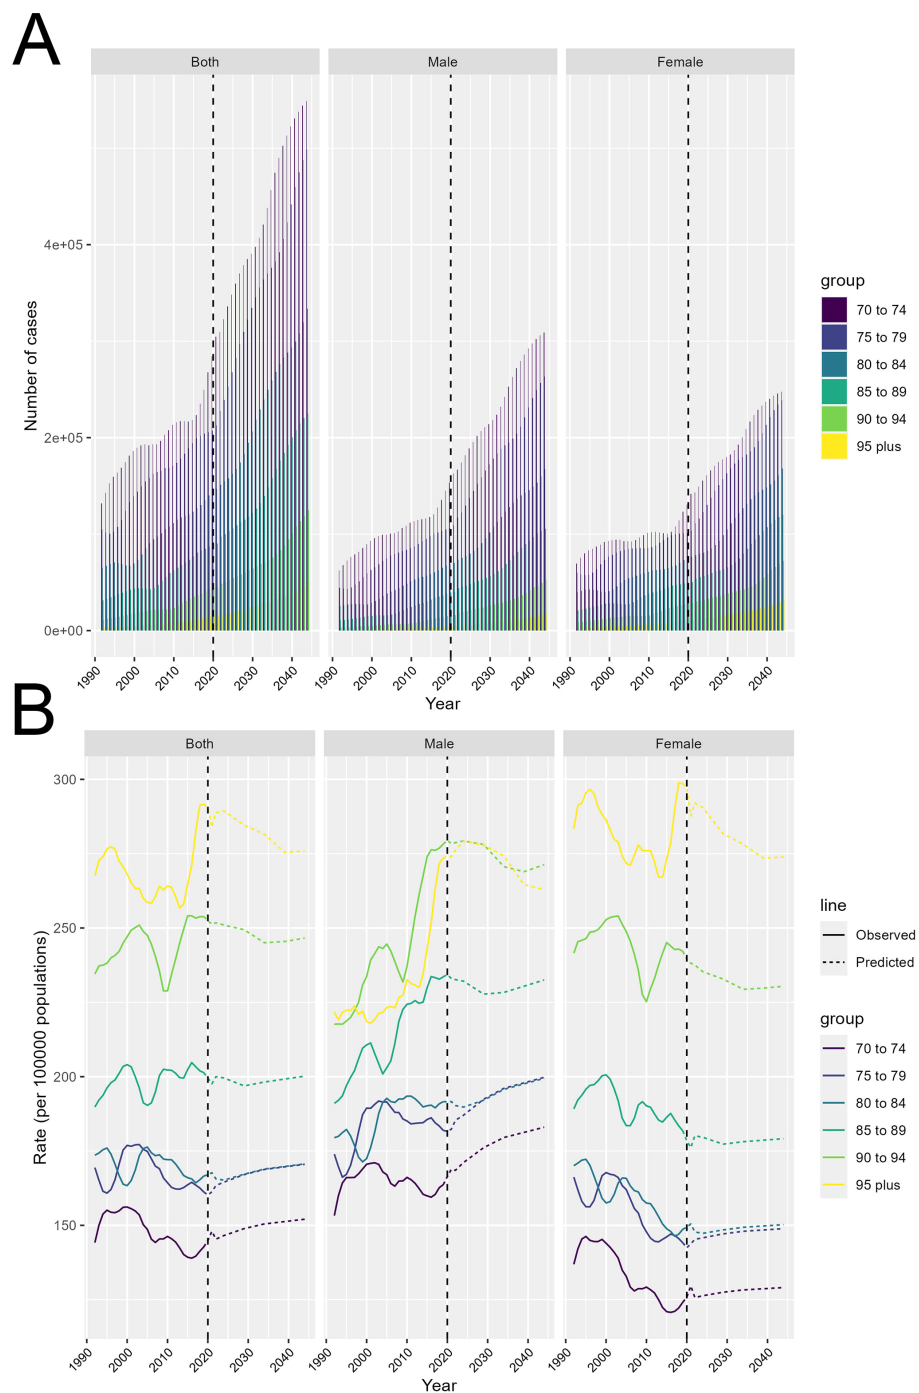 A
Both
Male
Female
4e+05
2e+05
0e+00
Number of cases
1990 2000 2010 2020 2030 2040
1990 2000 2010 2020 2030 2040
1990 2000 2010 2020 2030 2040
Year
group
70 to 74
75 to 79
80 to 84
85 to 89
90 to 94
95 plus
B
Both
Male
Female
300
250
200
150
Rate (per 100000 populations)
1990 2000 2010 2020 2030 2040
1990 2000 2010 2020 2030 2040
1990 2000 2010 2020 2030 2040
Year
line
Observed
Predicted
group
70 to 74
75 to 79
80 to 84
85 to 89
90 to 94
95 plus